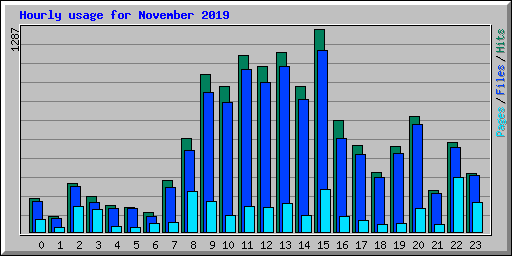 Hourly usage for November 2019
1287
Pages/Files/Hits
0 1 2 3 4 5 6 7 8 9 10 11 12 13 14 15 16 17 18 19 20 21 22 23